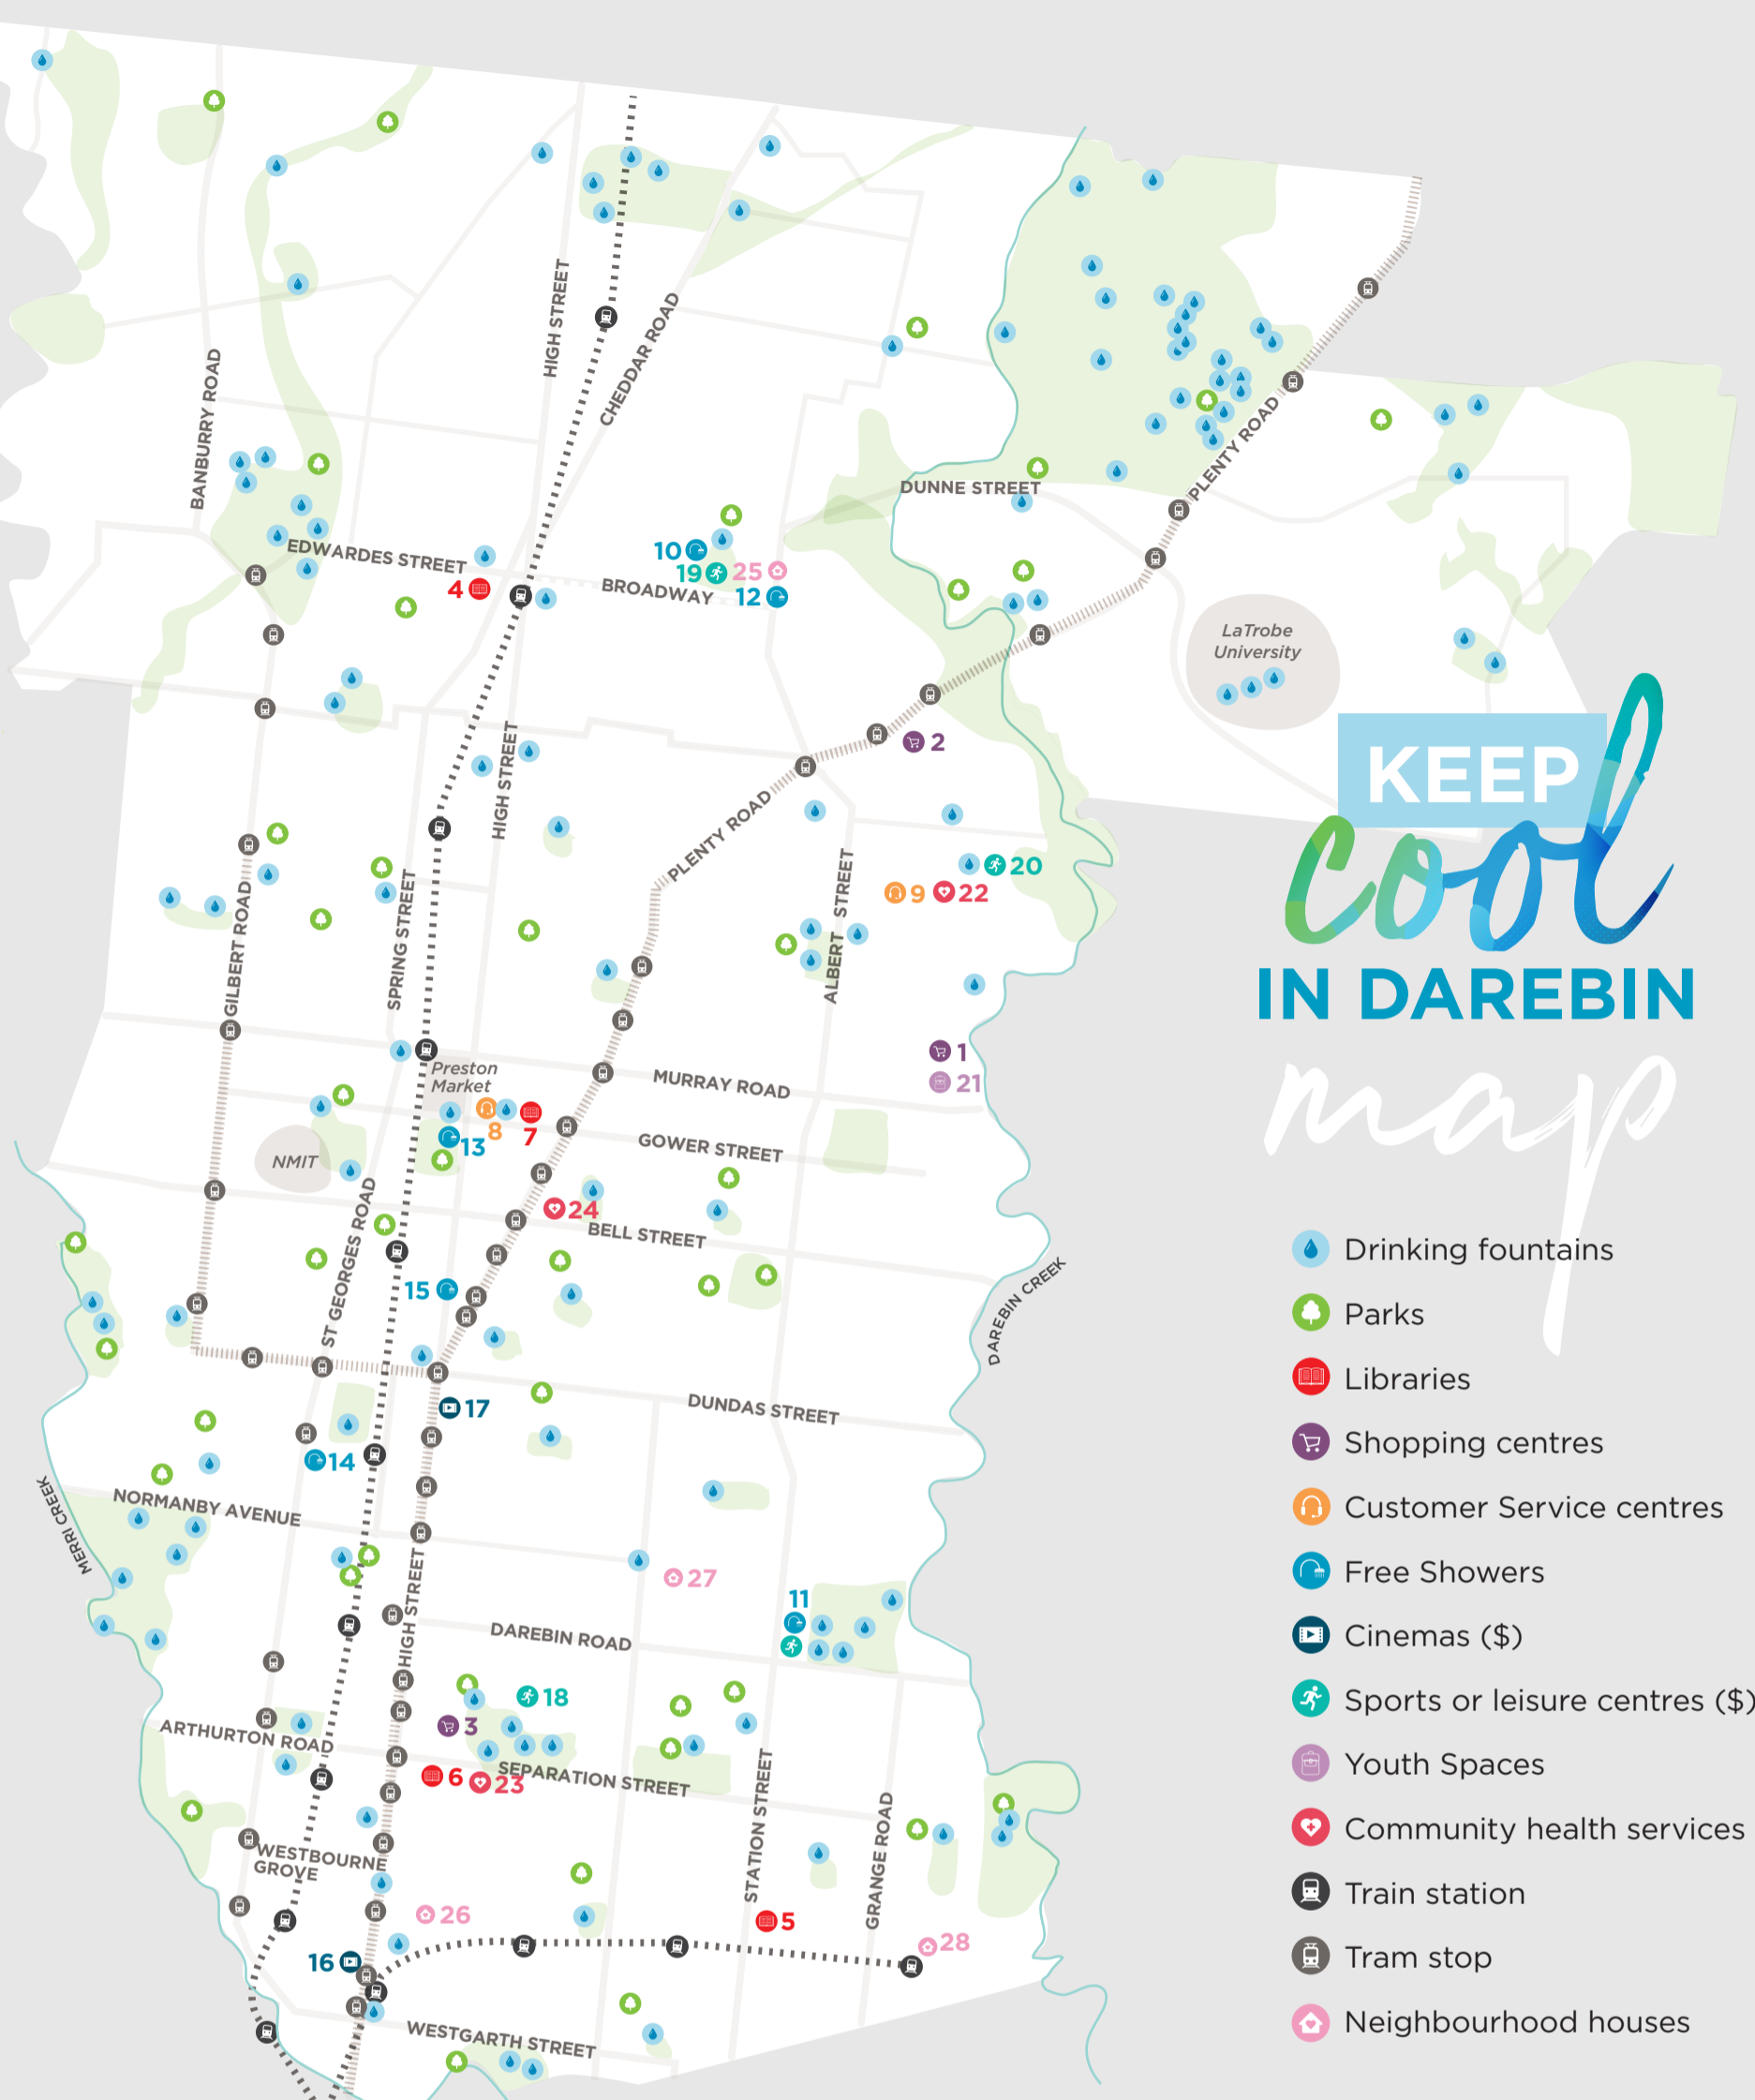 BANBURRY ROAD
HIGH STREET
CHEDDAR ROAD
EDWARDES STREET
4
10
19
25
BROADWAY
12
DUNNE STREET
PLENTY ROAD
LaTrobe
University
2
HIGH STREET
PLENTY ROAD
20
9
22
GILBERT ROAD
SPRING STREET
ALBERT STREET
1
21
Preston
Market
MURRAY ROAD
8
7
13
GOWER STREET
NMIT
24
BELL STREET
ST GEORGES ROAD
15
DAREBIN CREEK
17
DUNDAS STREET
14
MERRI CREEK
NORMANBY AVENUE
27
11
HIGH STREET
DAREBIN ROAD
18
3
ARTHURTON ROAD
6
23
SEPARATION STREET
STATION STREET
GRANGE ROAD
WESTBOURNE
GROVE
26
5
28
16
WESTGARTH STREET
KEEP
cool
IN DAREBIN
map
Drinking fountains
Parks
Libraries
Shopping centres
Customer Service centres
Free Showers
Cinemas ($)
Sports or leisure centres ($)
Youth Spaces
Community health services
Train station
Tram stop
Neighbourhood houses